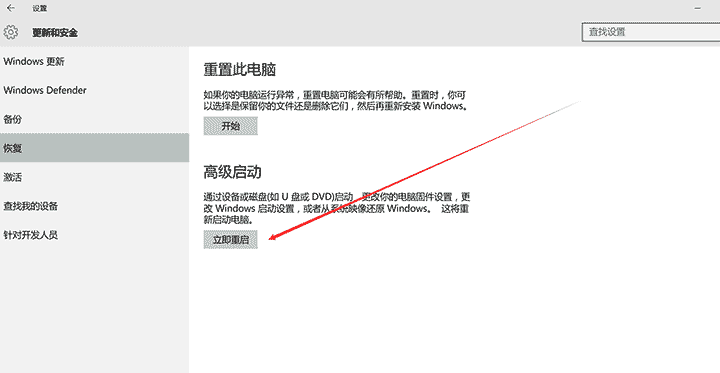 设置
更新和安全
查找设置
Windows 更新
Windows Defender
备份
恢复
激活
查找我的设备
针对开发人员
重置此电脑
如果你的电脑运行异常，重置电脑可能会有所帮助。重置时，你可
以选择是保留你的文件还是删除它们，然后再重新安装 Windows。
开始
高级启动
通过设备或磁盘(如 U 盘或 DVD)启动，更改你的电脑固件设置，更
改 Windows 启动设置，或者从系统映像还原 Windows。 这将重
新启动电脑。
立即重启